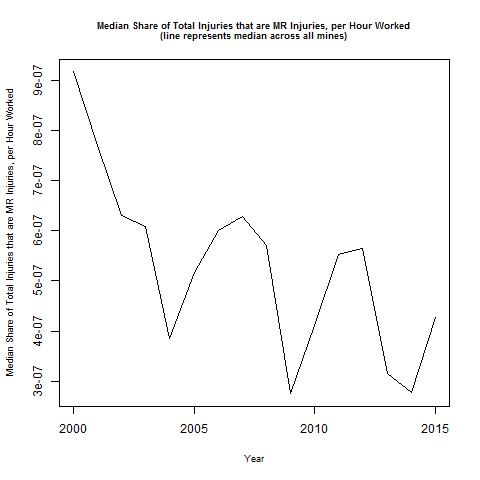 Median Share of Total Injuries that are MR Injuries, per Hour Worked
(line represents median across all mines)
Median Share of Total Injuries that are MR Injuries, per Hour Worked
9e-07
8e-07
7e-07
6e-07
5e-07
4e-07
3e-07
2000
2005
2010
2015
Year